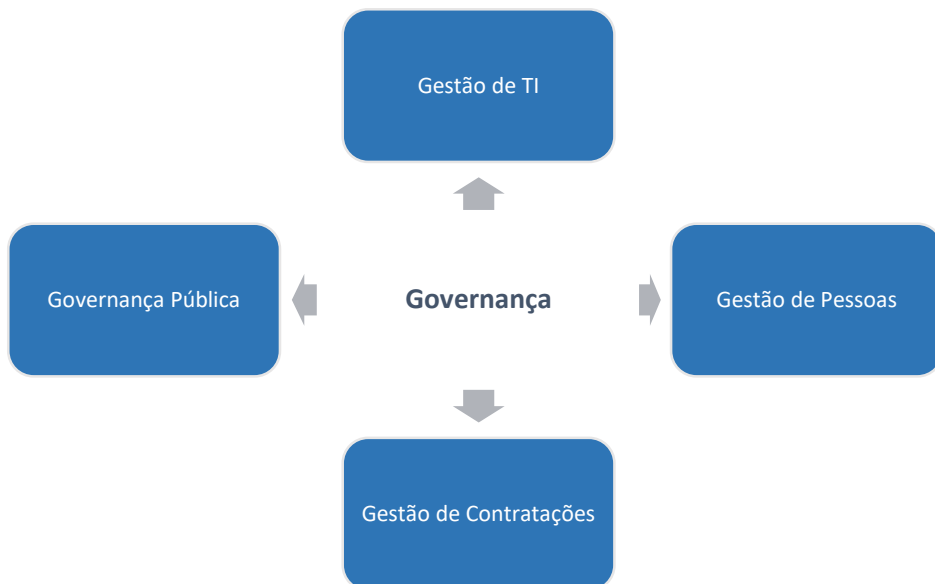 Gestão de TI
Governança Pública
Governança
Gestão de Pessoas
Gestão de Contratações